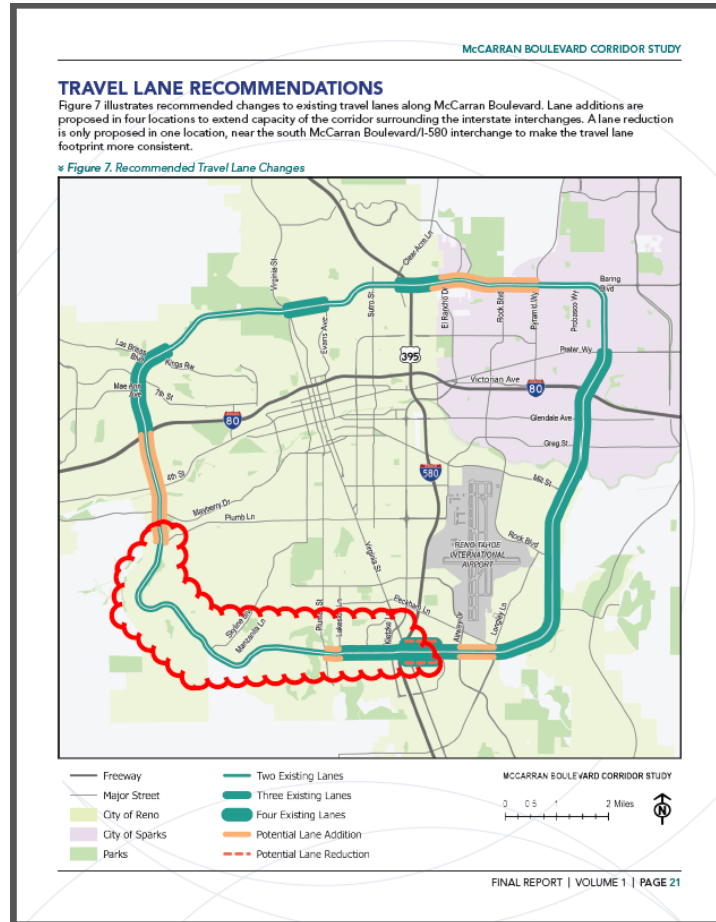 McCARRAN BOULEVARD CORRIDOR STUDY
TRAVEL LANE RECOMMENDATIONS
Figure 7 illustrates recommended changes to existing travel lanes along McCarran Boulevard. Lane additions are
proposed in four locations to extend capacity of the corridor surrounding the interstate interchanges. A lane reduction
is only proposed in one location, near the south McCarran Boulevard/I-580 interchange to make the travel lane
footprint more consistent.
Figure 7. Recommended Travel Lane Changes
Clear Acre Ln
Virginia St
Sutro St
El Rancho Dr
Rock Blvd
Pyramid Wy
Probasco Wy
Baring
Blvd
Evans Ave
Las Brisas
Blvd
Kings Row
395
Prater Wy
Mae Anne
Ave
7th St
Victorian Ave
80
80
Glendale Ave
Greg St
4th St
580
Mill St
Mayberry Dr
Plumb Ln
Rock Blvd
RENO-TAHOE
INTERNATIONAL
AIRPORT
Virginia St
Peckham Ln
Skyline Blvd
Manzanita Ln
Lakeside
Kietzke
Airway Dr
Longley Ln
Freeway
Major Street
City of Reno
City of Sparks
Parks
Two Existing Lanes
Three Existing Lanes
Four Existing Lanes
Potential Lane Addition
Potential Lane Reduction
MCCARRAN BOULEVARD CORRIDOR STUDY
0 0.5 1 2 Miles
N
FINAL REPORT | VOLUME 1 | PAGE 21